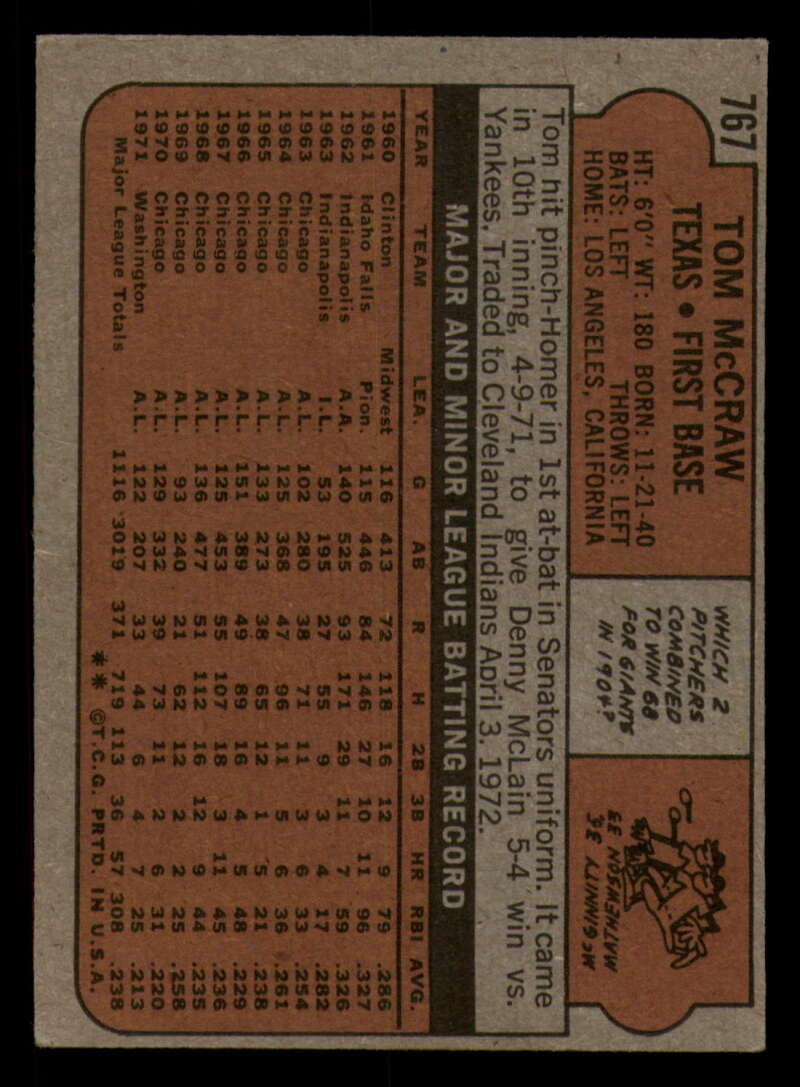 767
TOM McCRAW
TEXAS • FIRST BASE
HT: 6'0" WT: 180 BORN: 11-21-40
BATS: LEFT THROWS: LEFT
HOME: LOS ANGELES, CALIFORNIA
WHICH 2
PITCHERS
COMBINED
TO WIN 68
FOR GIANTS
IN 1904?
McGINNITY 35
MATHEWSON 33
Tom hit pinch-Homer in 1st at-bat in Senators uniform. It came
in 10th inning, 4-9-71, to give Denny McLain 5-4 win vs.
Yankees. Traded to Cleveland Indians April 3, 1972.
MAJOR AND MINOR LEAGUE BATTING RECORD
YEAR TEAM LEA. G AB R H 2B 3B HR RBI AVG.
1960 Clinton Midwest 116 413 72 118 16 12 9 79 .286
1961 Idaho Falls Pion. 115 446 84 146 27 10 11 96 .327
1962 Indianapolis A.A. 140 525 93 171 29 11 7 59 .326
1963 Indianapolis I.L. 53 195 27 55 9 3 4 17 .282
1963 Chicago A.L. 102 280 38 71 11 3 6 33 .254
1964 Chicago A.L. 125 368 47 96 11 5 6 36 .261
1965 Chicago A.L. 133 273 38 65 12 1 5 21 .238
1966 Chicago A.L. 151 389 49 89 16 4 5 48 .229
1967 Chicago A.L. 125 453 55 107 18 3 11 45 .236
1968 Chicago A.L. 136 477 51 112 16 12 9 44 .235
1969 Chicago A.L. 93 240 21 62 12 2 2 25 .258
1970 Chicago A.L. 129 332 39 73 11 2 6 31 .220
1971 Washington A.L. 122 207 33 44 6 4 7 25 .213
Major League Totals 1116 3019 371 719 113 36 57 308 .238
** ©T.C.G. PRTD. IN U.S.A.